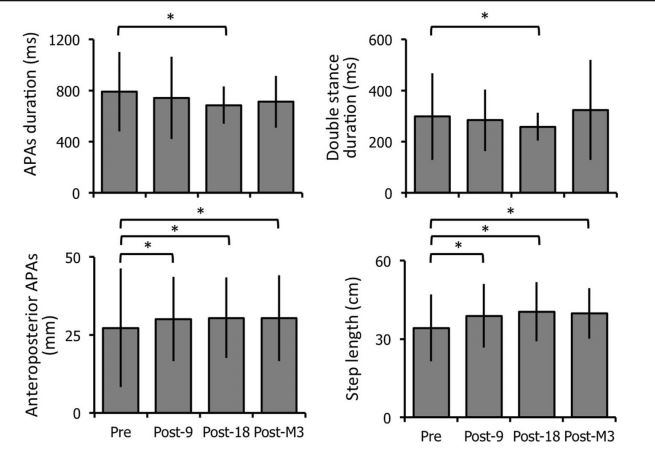 *
1200
800
400
0
APAs duration (ms)
*
600
400
200
0
Double stance
duration (ms)
*
*
*
50
25
0
Anteroposterior APAs
(mm)
Pre Post-9 Post-18 Post-M3
*
*
*
60
30
0
Step length (cm)
Pre Post-9 Post-18 Post-M3